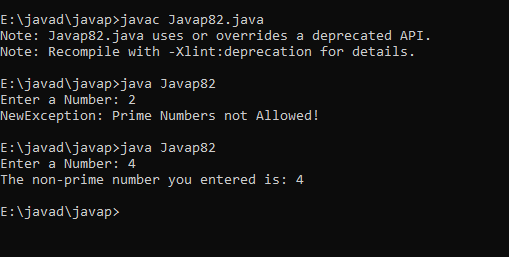 E:\javad\javap>javac Javap82.java
Note: Javap82.java uses or overrides a deprecated API.
Note: Recompile with -Xlint:deprecation for details.
E:\javad\javap>java Javap82
Enter a Number: 2
NewException: Prime Numbers not Allowed!
E:\javad\javap>java Javap82
Enter a Number: 4
The non-prime number you entered is: 4
E:\javad\javap>